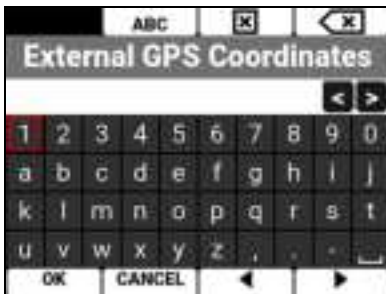 ABC
External GPS Coordinates
< >
1 2 3 4 5 6 7 8 9 0
a b c d e f g h i j
k l m n o p q r s t
u v w x y z , . -
OK CANCEL